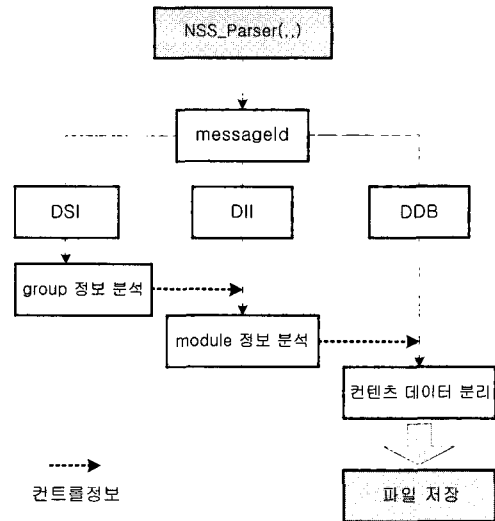 NSS_Parser(,,)
messageId
DSI
DII
DDB
group 정보 분석
module 정보 분석
컨텐츠 데이터 분리
컨트롤정보
파일 저장